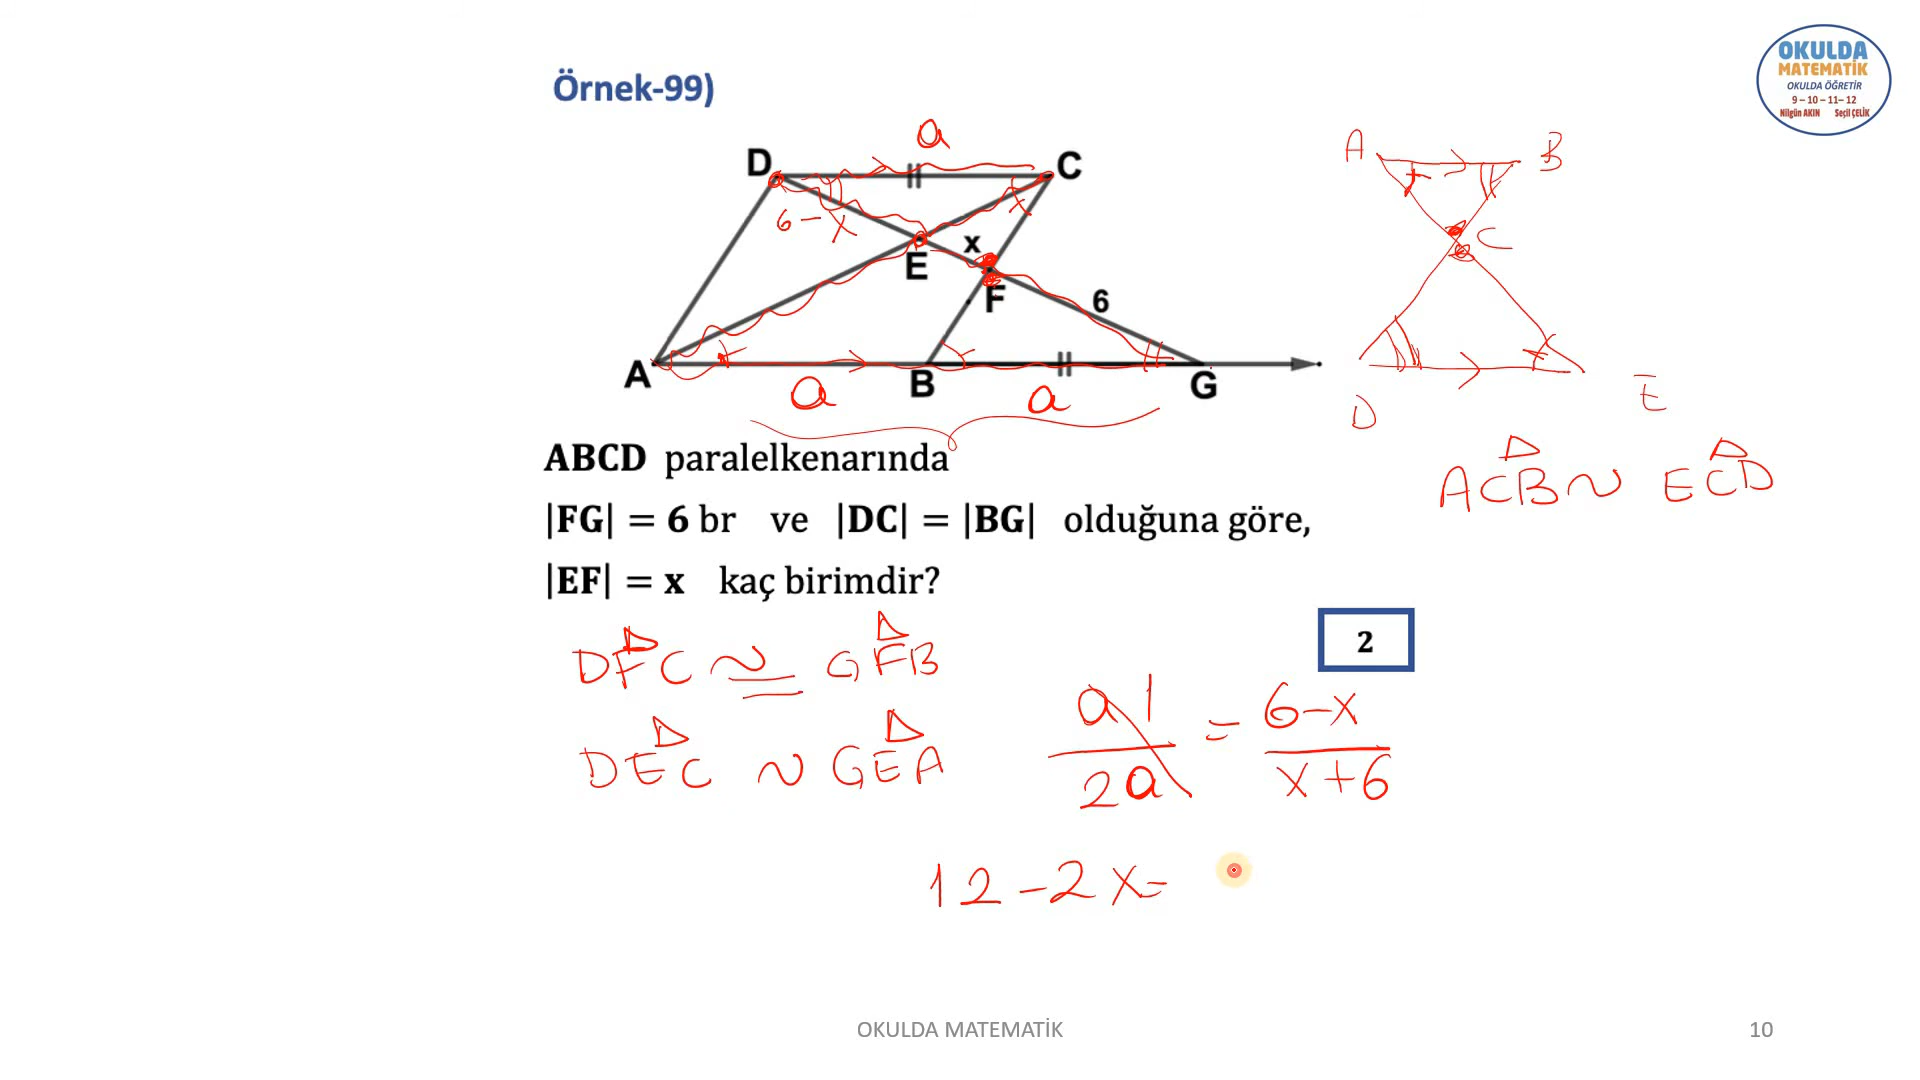 OKULDA
MATEMATİK
OKULDA ÖĞRETİR
9 – 10 – 11– 12
Nilgün AKIN Seçil ÇELİK
Örnek-99)
a
D C
6-x x
x
E
F
6
A B G
a a
A B
C
D E
ACB ~ ECD
ABCD paralelkenarında
|FG| = 6 br ve |DC| = |BG| olduğuna göre,
|EF| = x kaç birimdir?
2
DFC ≅ GFB
DEC ~ GEA
a 1 / 2a = 6-x / x+6
12-2x=
OKULDA MATEMATİK
10